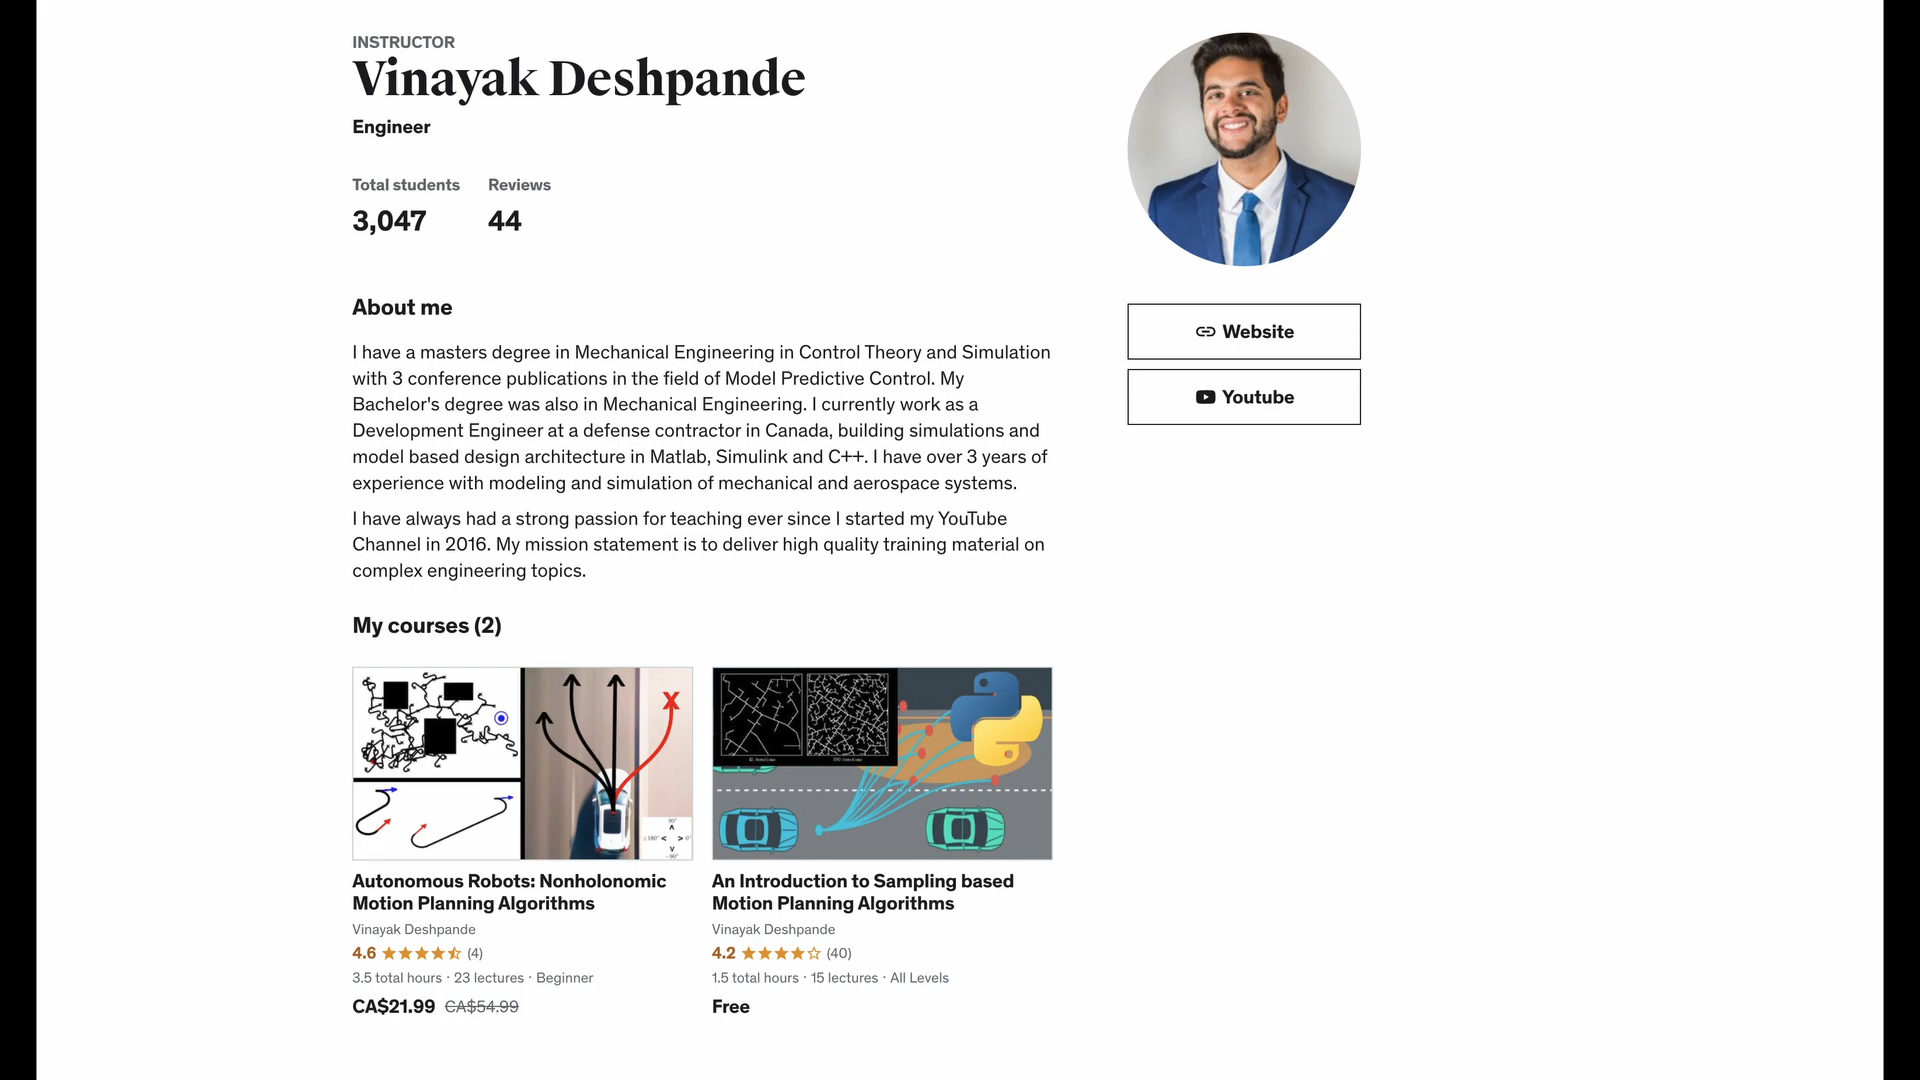 INSTRUCTOR
Vinayak Deshpande
Engineer
Total students Reviews
3,047 44
Website
Youtube
About me
I have a masters degree in Mechanical Engineering in Control Theory and Simulation
with 3 conference publications in the field of Model Predictive Control. My
Bachelor's degree was also in Mechanical Engineering. I currently work as a
Development Engineer at a defense contractor in Canada, building simulations and
model based design architecture in Matlab, Simulink and C++. I have over 3 years of
experience with modeling and simulation of mechanical and aerospace systems.
I have always had a strong passion for teaching ever since I started my YouTube
Channel in 2016. My mission statement is to deliver high quality training material on
complex engineering topics.
My courses (2)
X
90°
0°
-90°
Autonomous Robots: Nonholonomic
Motion Planning Algorithms
Vinayak Deshpande
4.6 (4)
3.5 total hours · 23 lectures · Beginner
CA$21.99 CA$54.99
An Introduction to Sampling based
Motion Planning Algorithms
Vinayak Deshpande
4.2 (40)
1.5 total hours · 15 lectures · All Levels
Free